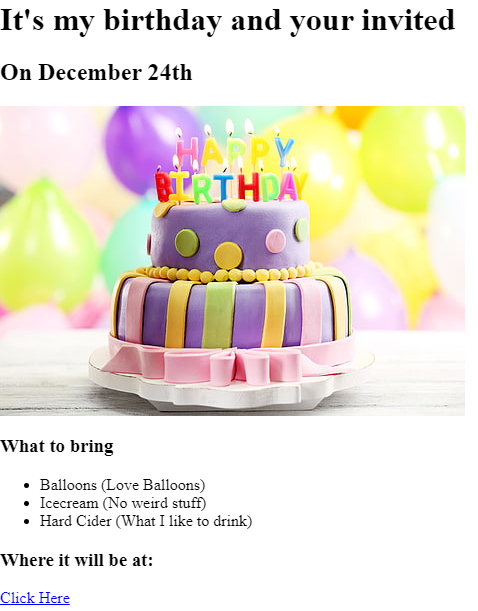 It's my birthday and your invited
On December 24th
HAPPY
BIRTHDAY
What to bring
Balloons (Love Balloons)
Icecream (No weird stuff)
Hard Cider (What I like to drink)
Where it will be at:
Click Here